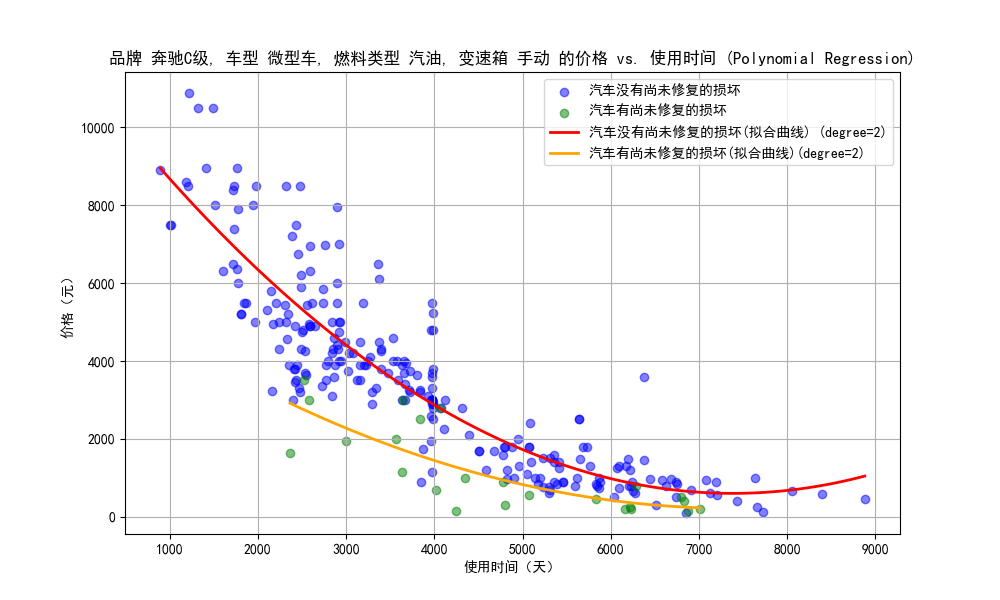 品牌 奔驰C级, 车型 微型车, 燃料类型 汽油, 变速箱 手动 的价格 vs. 使用时间 (Polynomial Regression)
汽车没有尚未修复的损坏
汽车有尚未修复的损坏
汽车没有尚未修复的损坏(拟合曲线) (degree=2)
汽车有尚未修复的损坏(拟合曲线)(degree=2)
价格（元）
10000
8000
6000
4000
2000
0
1000 2000 3000 4000 5000 6000 7000 8000 9000
使用时间（天）